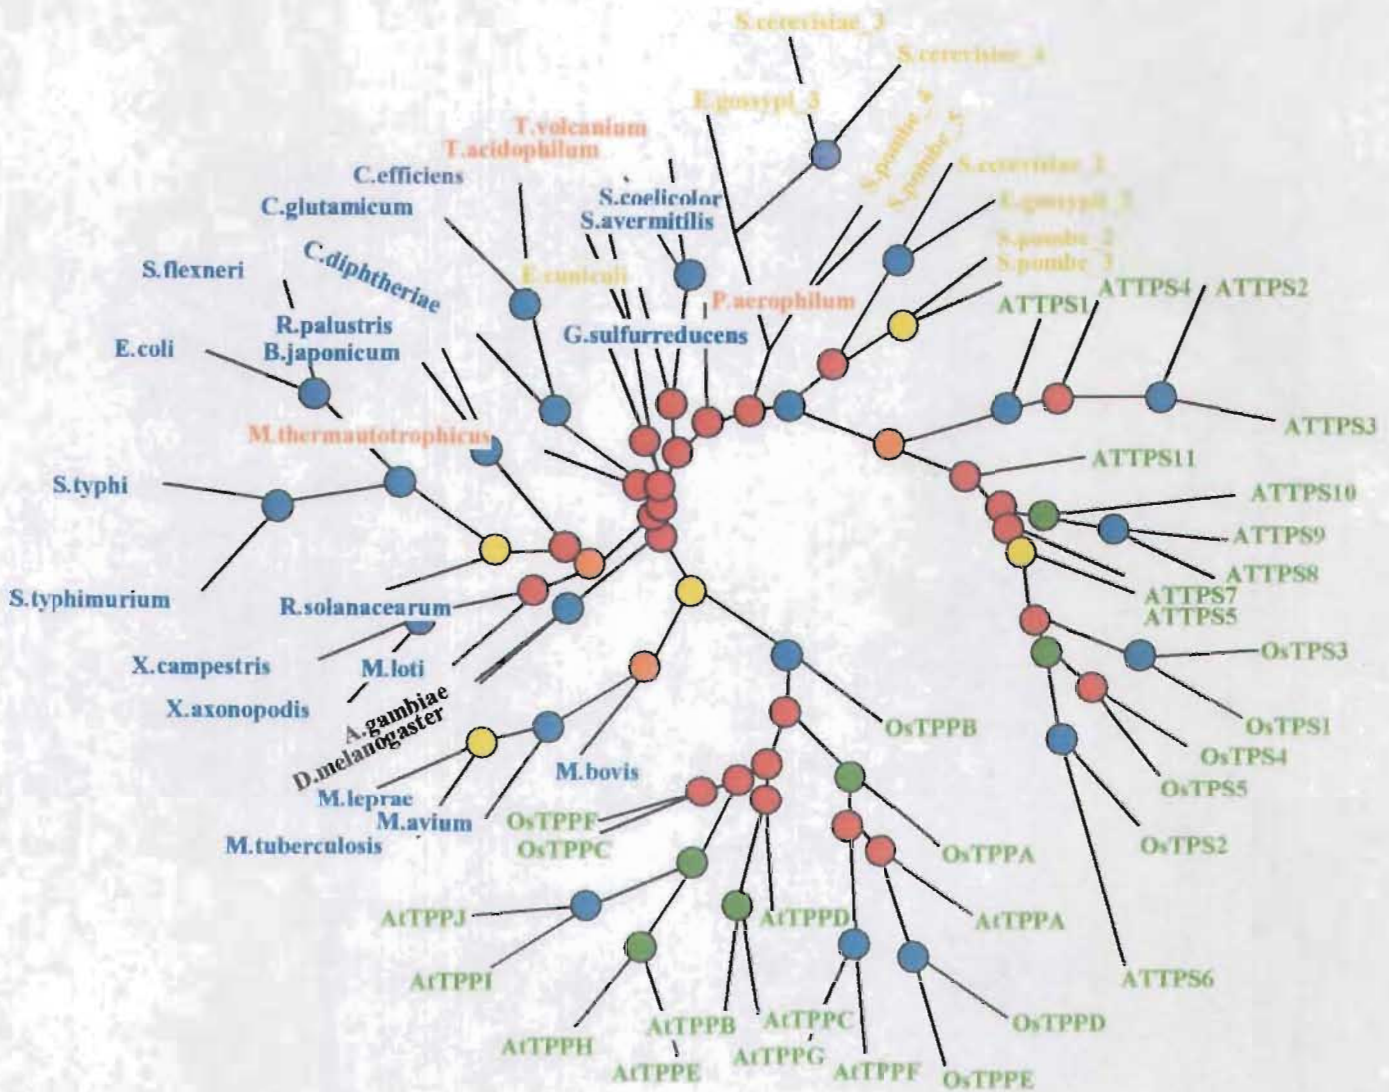 S.cerevisiae_3
S.cerevisiae_4
E.gossypi_3
S.pombe_4
S.pombe_5
T.volcanium
T.acidophilum
C.efficiens
C.glutamicum
S.coelicolor
S.avermitilis
C.diphtheriae
E.cuniculi
P.aerophilum
G.sulfurreducens
S.flexneri
R.palustris
B.japonicum
E.coli
M.thermautotrophicus
S.typhi
S.typhimurium
R.solanacearum
X.campestris
M.loti
X.axonopodis
A.gambiae
D.melanogaster
M.leprae
M.avium
M.tuberculosis
M.bovis
S.pombe_3
ATTPS1
ATTPS4
ATTPS2
ATTPS3
ATTPS11
ATTPS10
ATTPS9
ATTPS8
ATTPS7
ATTPS5
OsTPS3
OsTPS1
OsTPS4
OsTPS5
OsTPS2
ATTPS6
OsTPPB
OsTPPF
OsTPPC
OsTPPA
AtTPPJ
AtTPPD
AtTPPA
AtTPPI
AtTPPH
AtTPPB
AtTPPC
AtTPPG
AtTPPE
AtTPPF
OsTPPD
OsTPPE